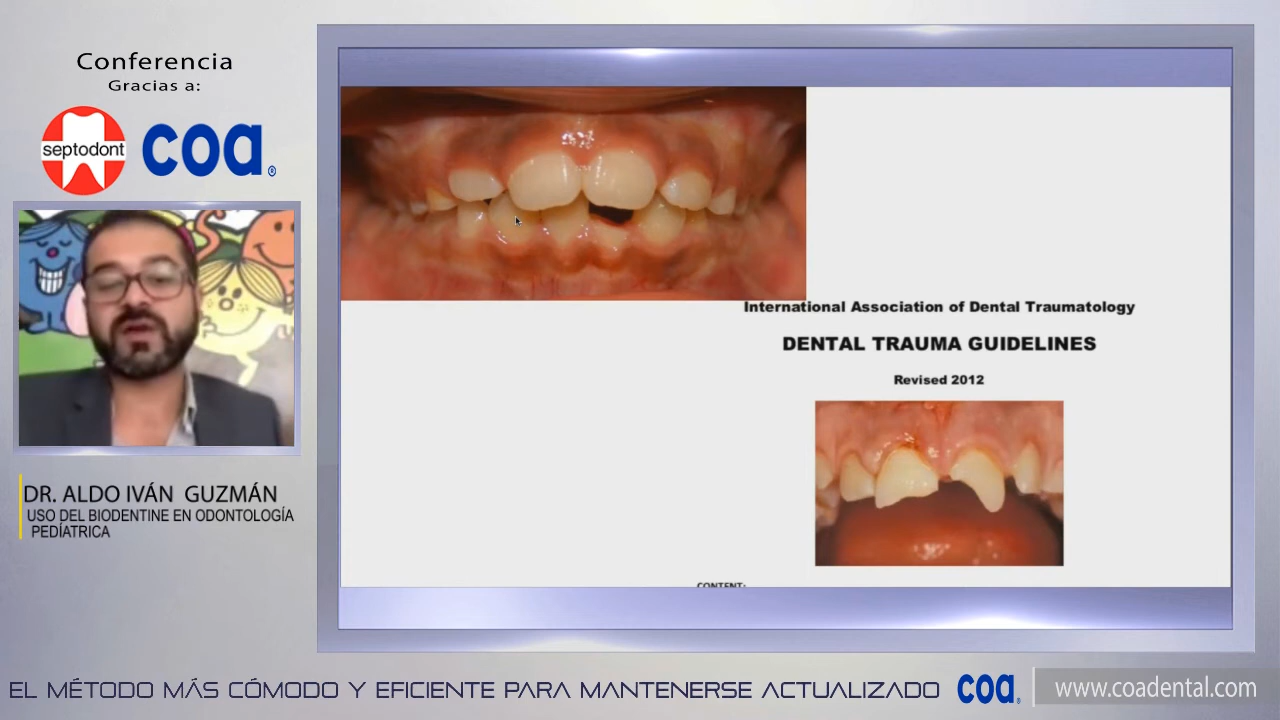 Conferencia
Gracias a:
septodont
coa®
DR. ALDO IVÁN GUZMÁN
USO DEL BIODENTINE EN ODONTOLOGÍA
PEDÍATRICA
International Association of Dental Traumatology
DENTAL TRAUMA GUIDELINES
Revised 2012
CONTENT:
EL MÉTODO MÁS CÓMODO Y EFICIENTE PARA MANTENERSE ACTUALIZADO
coa®
www.coadental.com